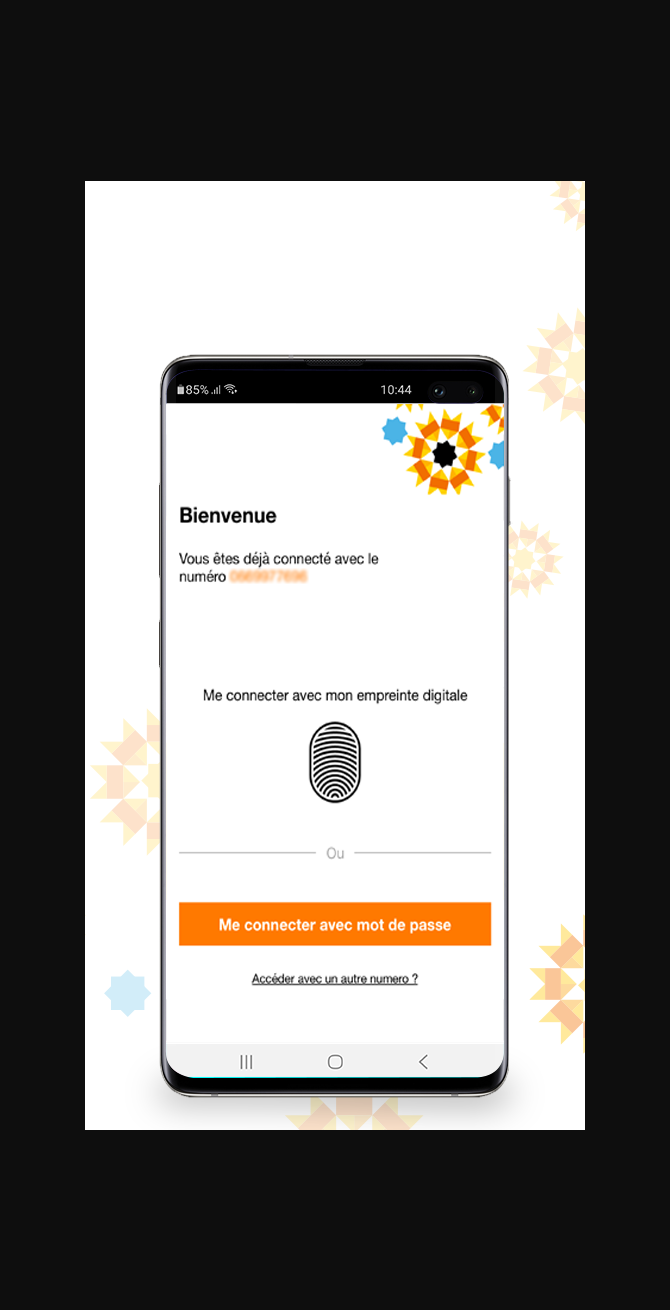 85%
10:44
Bienvenue
Vous êtes déjà connecté avec le
numéro
Me connecter avec mon empreinte digitale
Ou
Me connecter avec mot de passe
Accéder avec un autre numero ?